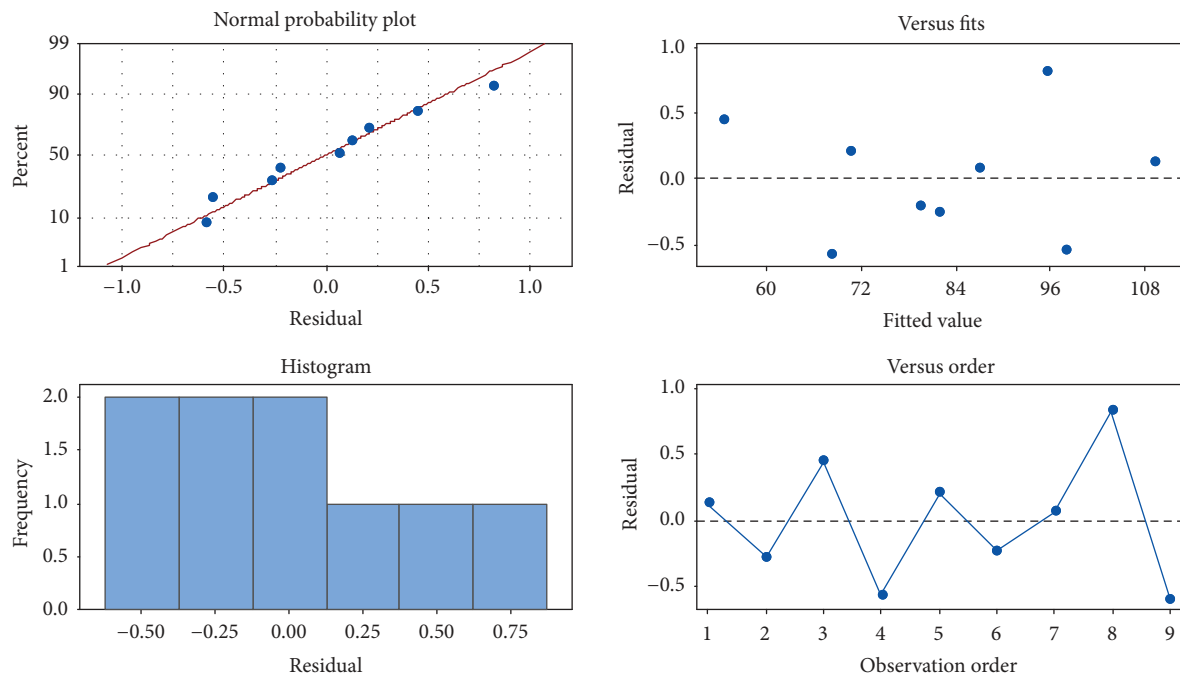 Normal probability plot
99
90
50
10
1
Percent
−1.0 −0.5 0.0 0.5 1.0
Residual
Versus fits
1.0
0.5
0.0
−0.5
Residual
60 72 84 96 108
Fitted value
Histogram
2.0
1.5
1.0
0.5
0.0
Frequency
−0.50 −0.25 0.00 0.25 0.50 0.75
Residual
Versus order
1.0
0.5
0.0
−0.5
Residual
1 2 3 4 5 6 7 8 9
Observation order